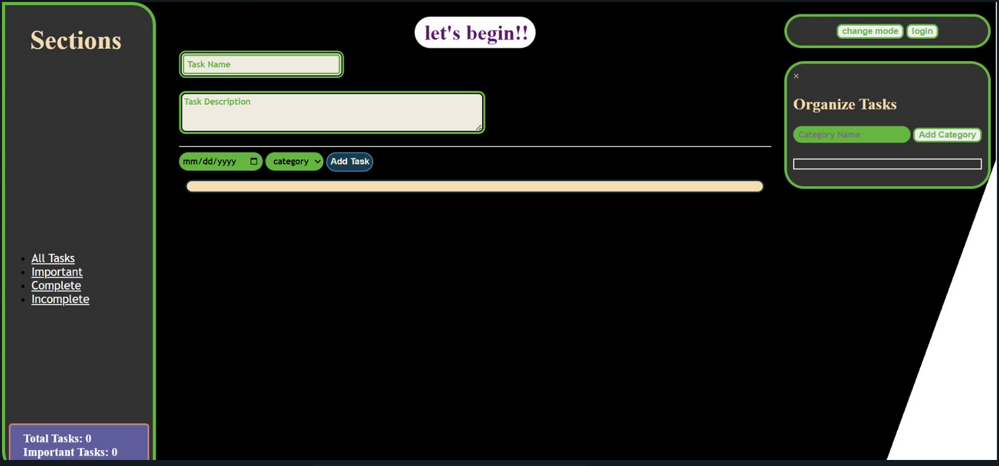 Sections
All Tasks
Important
Complete
Incomplete
Total Tasks: 0
Important Tasks: 0
let's begin!!
Task Name
Task Description
mm/dd/yyyy
category
Add Task
change mode
login
×
Organize Tasks
Category Name
Add Category